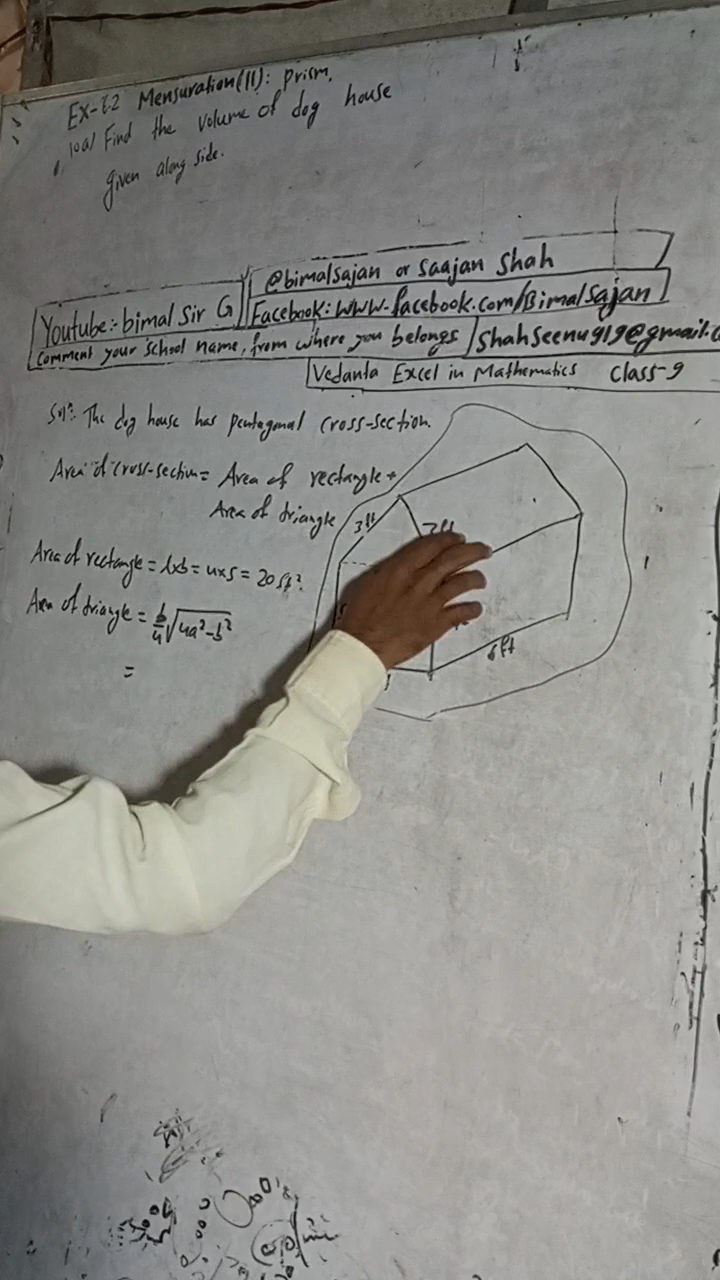 Ex-6.2 Mensuration(II): Prism.
10a) Find the volume of dog house
given along side.
@bimalsajan or Saajan Shah
Youtube:- bimal Sir G
Facebook: www.facebook.com/Bimalsajan
Comment your school name, from where you belongs
Shahseenu919@gmail.c
Vedanta Excel in Mathematics Class-9
Solⁿ: The dog house has pentagonal cross-section.
Area of cross-section = Area of rectangle +
Area of triangle
3ft
Area of rectangle = l×b = 4×5 = 20 ft².
Area of triangle = b/4 √4a²-b²
6ft
=